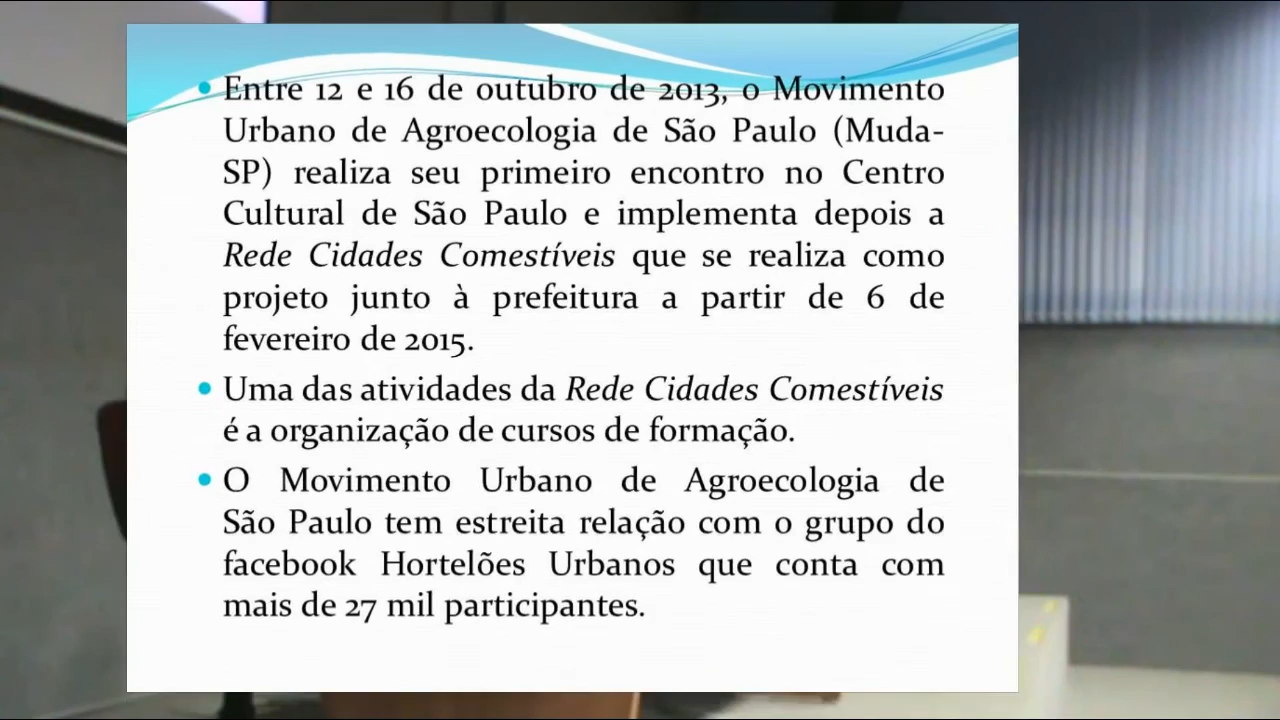 Entre 12 e 16 de outubro de 2013, o Movimento
Urbano de Agroecologia de São Paulo (Muda-
SP) realiza seu primeiro encontro no Centro
Cultural de São Paulo e implementa depois a
Rede Cidades Comestíveis que se realiza como
projeto junto à prefeitura a partir de 6 de
fevereiro de 2015.
Uma das atividades da Rede Cidades Comestíveis
é a organização de cursos de formação.
O Movimento Urbano de Agroecologia de
São Paulo tem estreita relação com o grupo do
facebook Hortelões Urbanos que conta com
mais de 27 mil participantes.